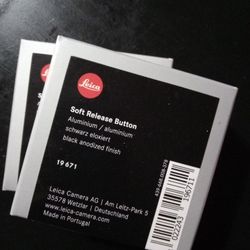 Leica
Leica
Soft Release Button
Aluminium / aluminium
schwarz eloxiert
black anodized finish
19 671
Leica Camera AG | Am Leitz-Park 5
35578 Wetzlar | Deutschland
www.leica-camera.com
Made in Portugal